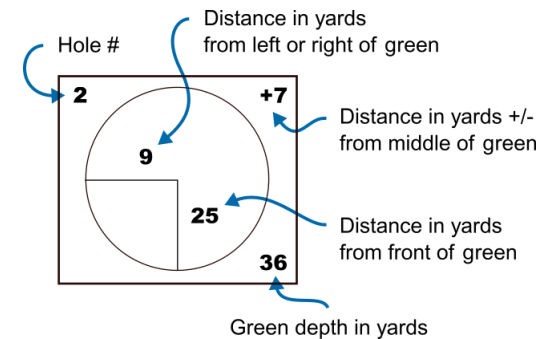 Distance in yards
from left or right of green
Hole #
2
+7
Distance in yards +/-
from middle of green
9
25
Distance in yards
from front of green
36
Green depth in yards